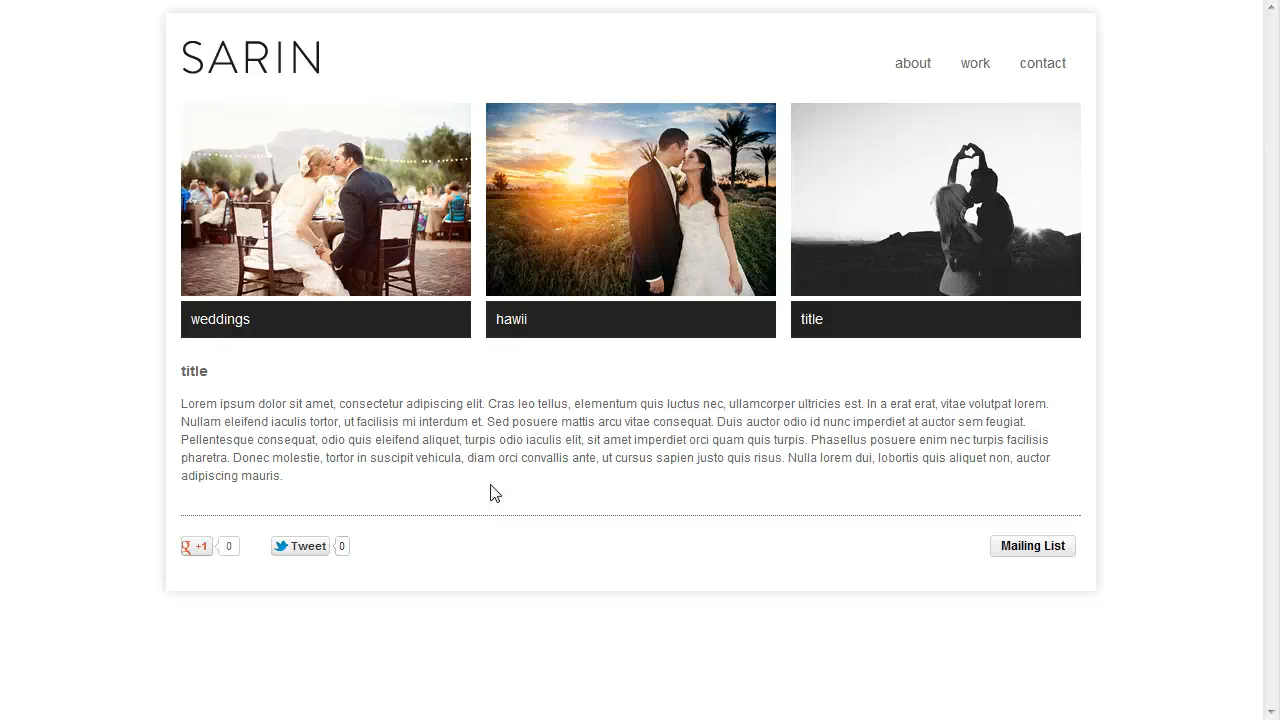 SARIN
about work contact
weddings hawii title
title
Lorem ipsum dolor sit amet, consectetur adipiscing elit. Cras leo tellus, elementum quis luctus nec, ullamcorper ultricies est. In a erat erat, vitae volutpat lorem.
Nullam eleifend iaculis tortor, ut facilisis mi interdum et. Sed posuere mattis arcu vitae consequat. Duis auctor odio id nunc imperdiet at auctor sem feugiat.
Pellentesque consequat, odio quis eleifend aliquet, turpis odio iaculis elit, sit amet imperdiet orci quam quis turpis. Phasellus posuere enim nec turpis facilisis
pharetra. Donec molestie, tortor in suscipit vehicula, diam orci convallis ante, ut cursus sapien justo quis risus. Nulla lorem dui, lobortis quis aliquet non, auctor
adipiscing mauris.
g +1 0 Tweet 0 Mailing List